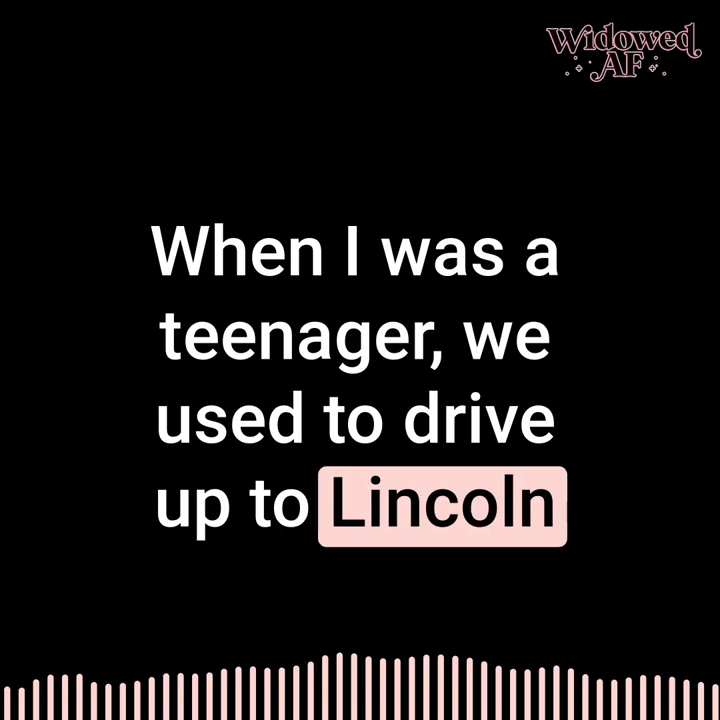 Widowed
AF
When I was a
teenager, we
used to drive
up to Lincoln